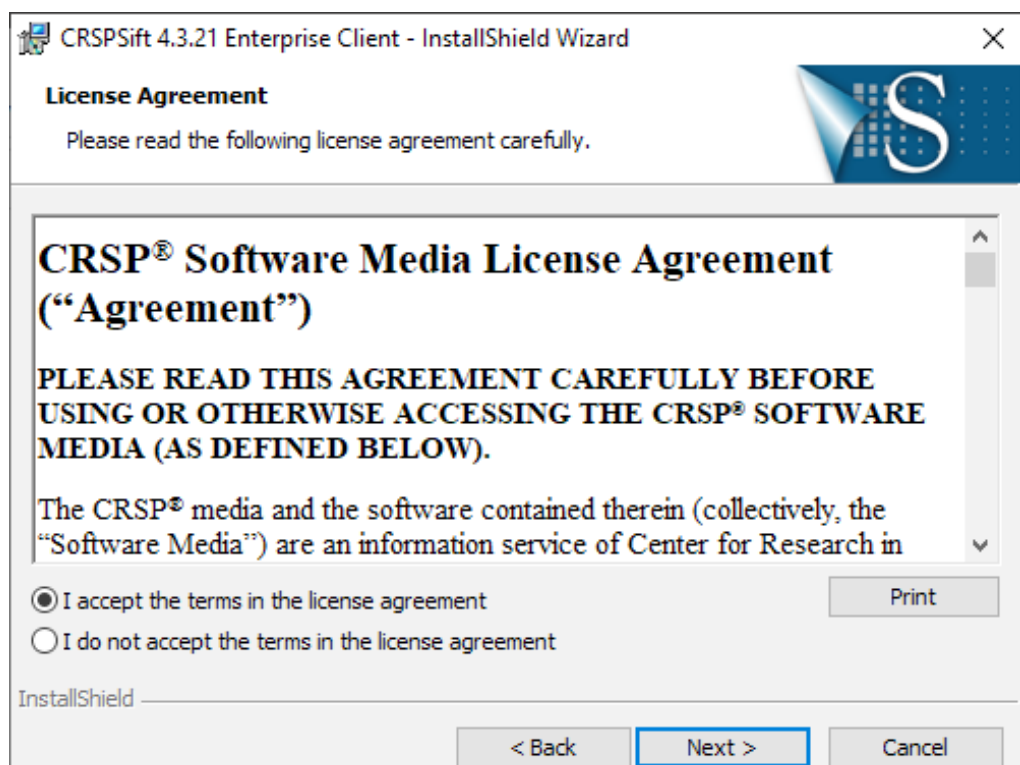 CRSPSift 4.3.21 Enterprise Client - InstallShield Wizard
License Agreement
Please read the following license agreement carefully.
S
CRSP® Software Media License Agreement
(“Agreement”)
PLEASE READ THIS AGREEMENT CAREFULLY BEFORE
USING OR OTHERWISE ACCESSING THE CRSP® SOFTWARE
MEDIA (AS DEFINED BELOW).
The CRSP® media and the software contained therein (collectively, the
“Software Media”) are an information service of Center for Research in
I accept the terms in the license agreement
Print
I do not accept the terms in the license agreement
InstallShield
< Back
Next >
Cancel